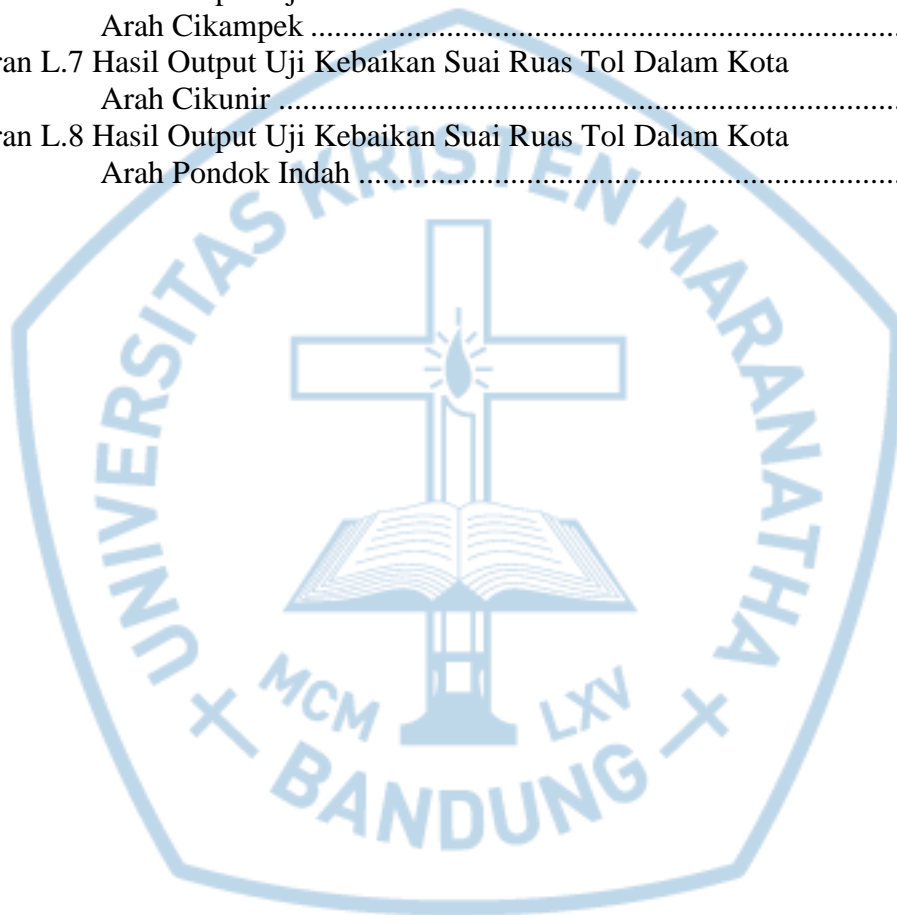 Arah Cikampek ........................................................................
ran L.7 Hasil Output Uji Kebaikan Suai Ruas Tol Dalam Kota
Arah Cikunir ............................................................................
ran L.8 Hasil Output Uji Kebaikan Suai Ruas Tol Dalam Kota
Arah Pondok Indah ..................................................................
UNIVERSITAS KRISTEN MARANATHA
MCM LXV
BANDUNG